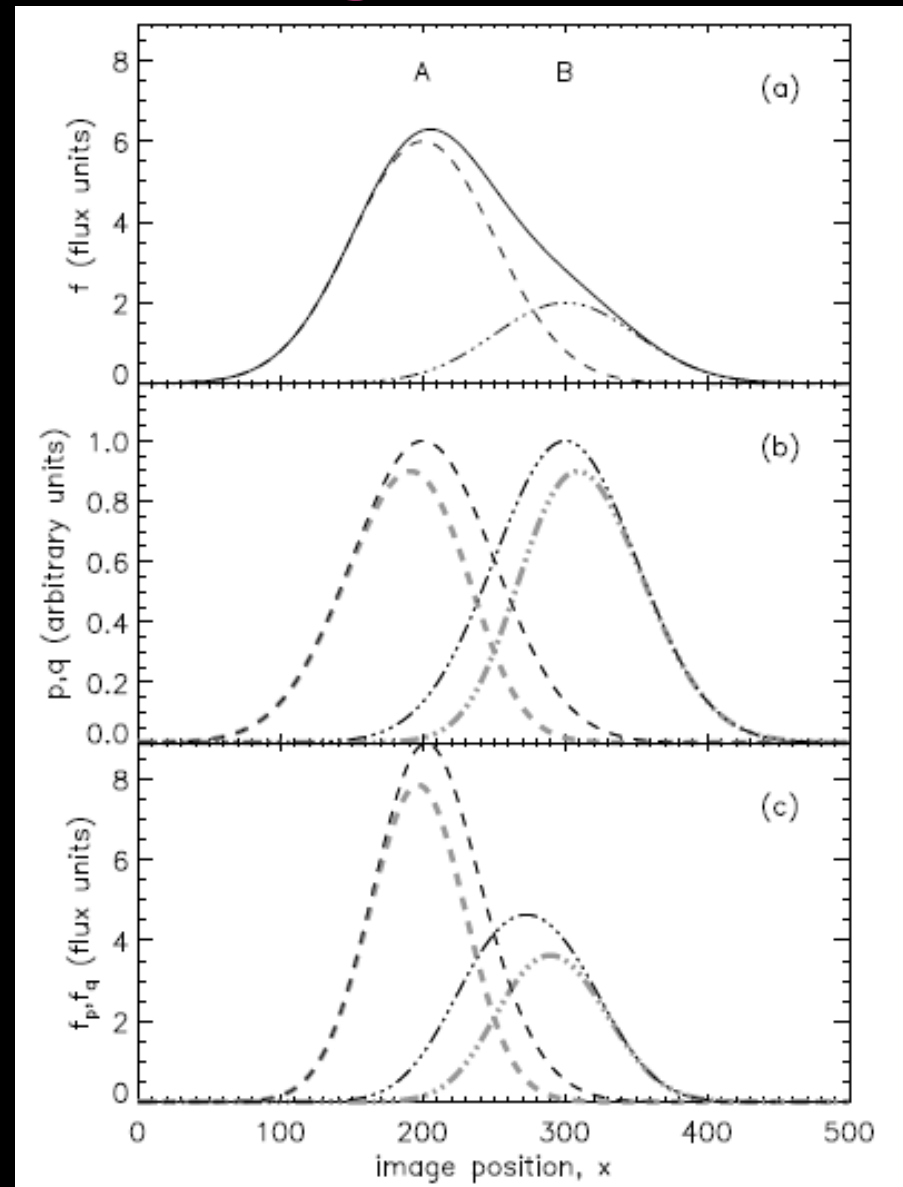 A
B
(a)
f (flux units)
8
6
4
2
0
(b)
p,q (arbitrary units)
1.0
0.8
0.6
0.4
0.2
0.0
(c)
fp,fq (flux units)
8
6
4
2
0
0 100 200 300 400 500
image position, x